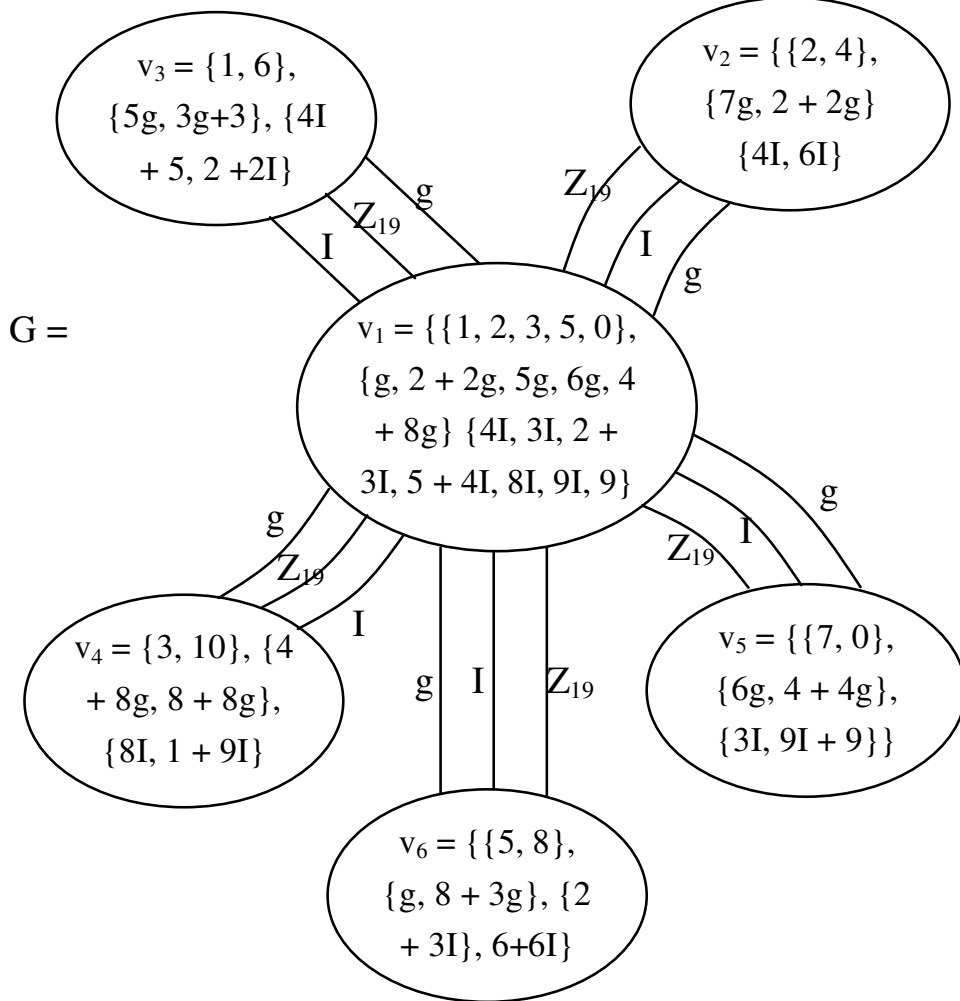 v₃ = {1, 6},
{5g, 3g+3}, {4I
+ 5, 2 +2I}
v₂ = {{2, 4},
{7g, 2 + 2g}
{4I, 6I}
g
Z₁₉
I
Z₁₉
I
g
G =
v₁ = {{1, 2, 3, 5, 0},
{g, 2 + 2g, 5g, 6g, 4
+ 8g} {4I, 3I, 2 +
3I, 5 + 4I, 8I, 9I, 9}
g
Z₁₉
I
g
I
Z₁₉
g
I
Z₁₉
v₄ = {3, 10}, {4
+ 8g, 8 + 8g},
{8I, 1 + 9I}
v₅ = {{7, 0},
{6g, 4 + 4g},
{3I, 9I + 9}}
v₆ = {{5, 8},
{g, 8 + 3g}, {2
+ 3I}, 6+6I}